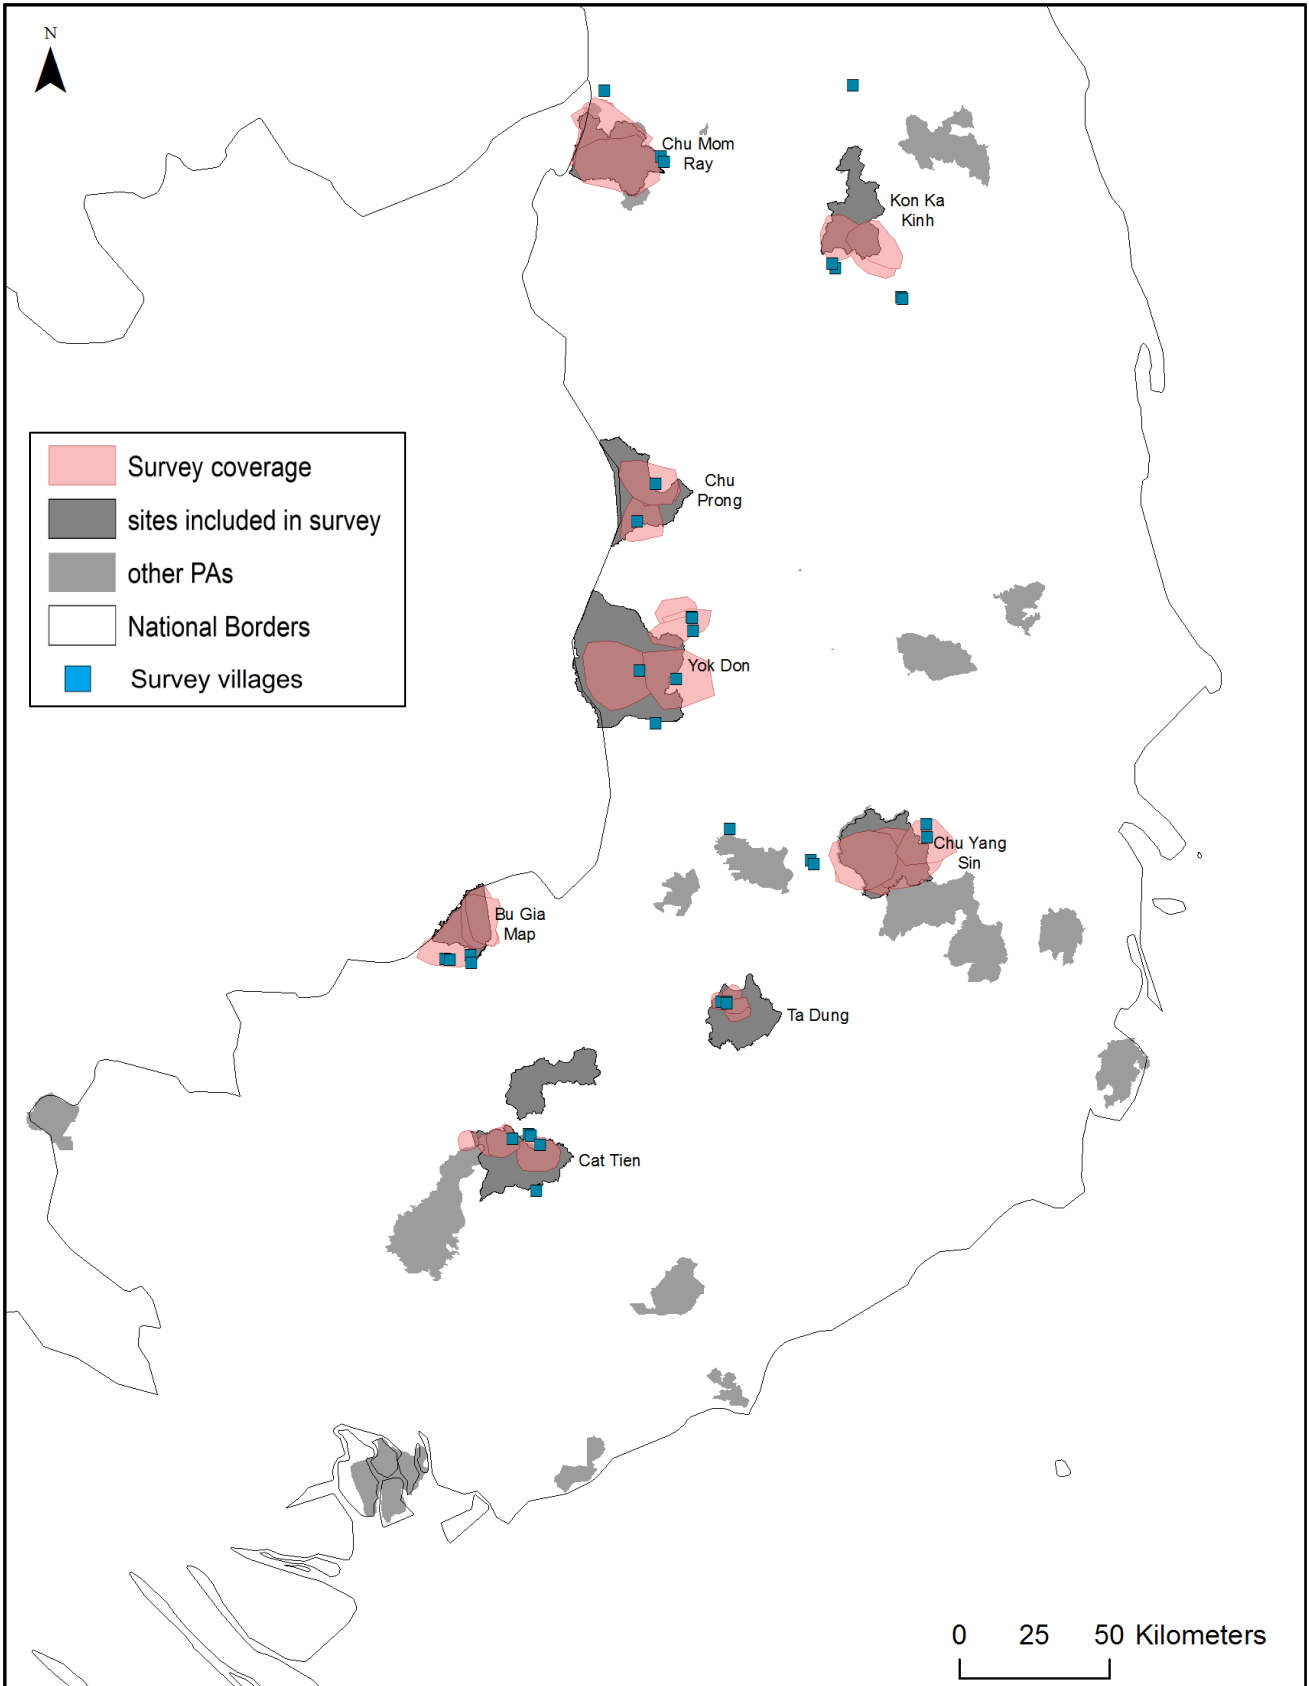 N
Chu Mom
Ray
Kon Ka
Kinh
Survey coverage
sites included in survey
other PAs
National Borders
Survey villages
Chu
Prong
Yok Don
Chu Yang
Sin
Bu Gia
Map
Ta Dung
Cat Tien
0 25 50 Kilometers